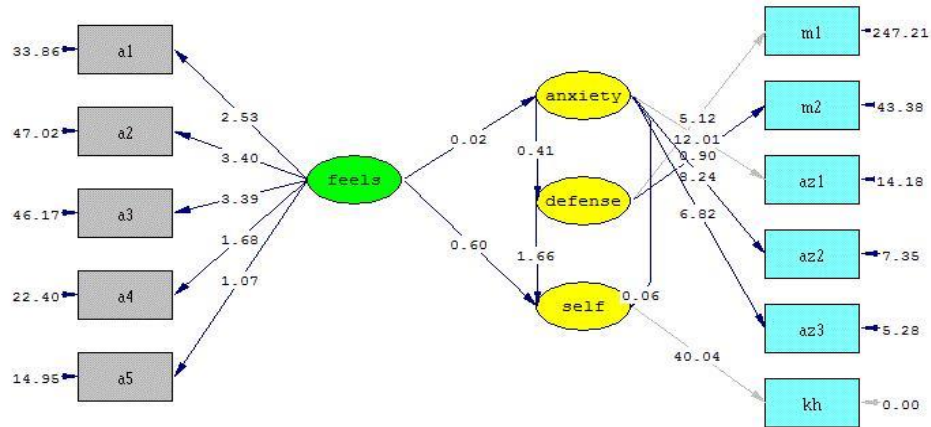 33.86
a1
47.02
a2
46.17
a3
22.40
a4
14.95
a5
2.53
3.40
3.39
1.68
1.07
feels
0.02
0.60
anxiety
0.41
defense
1.66
self
0.06
5.12
12.01
0.90
8.24
6.82
40.04
m1
247.21
m2
43.38
az1
14.18
az2
7.35
az3
5.28
kh
0.00